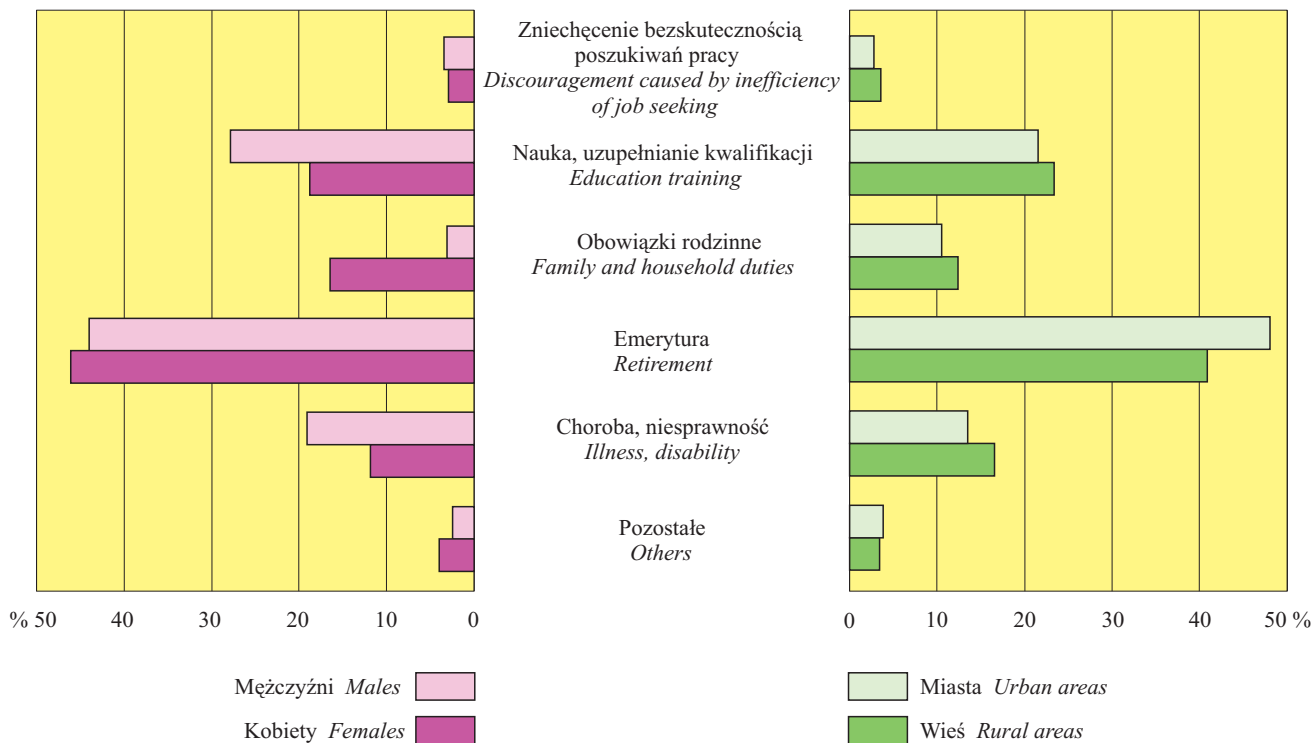 Zniechęcenie bezskutecznością
poszukiwań pracy
Discouragement caused by inefficiency
of job seeking
Nauka, uzupełnianie kwalifikacji
Education training
Obowiązki rodzinne
Family and household duties
Emerytura
Retirement
Choroba, niesprawność
Illness, disability
Pozostałe
Others
% 50 40 30 20 10 0
0 10 20 30 40 50 %
Mężczyźni Males
Kobiety Females
Miasta Urban areas
Wieś Rural areas